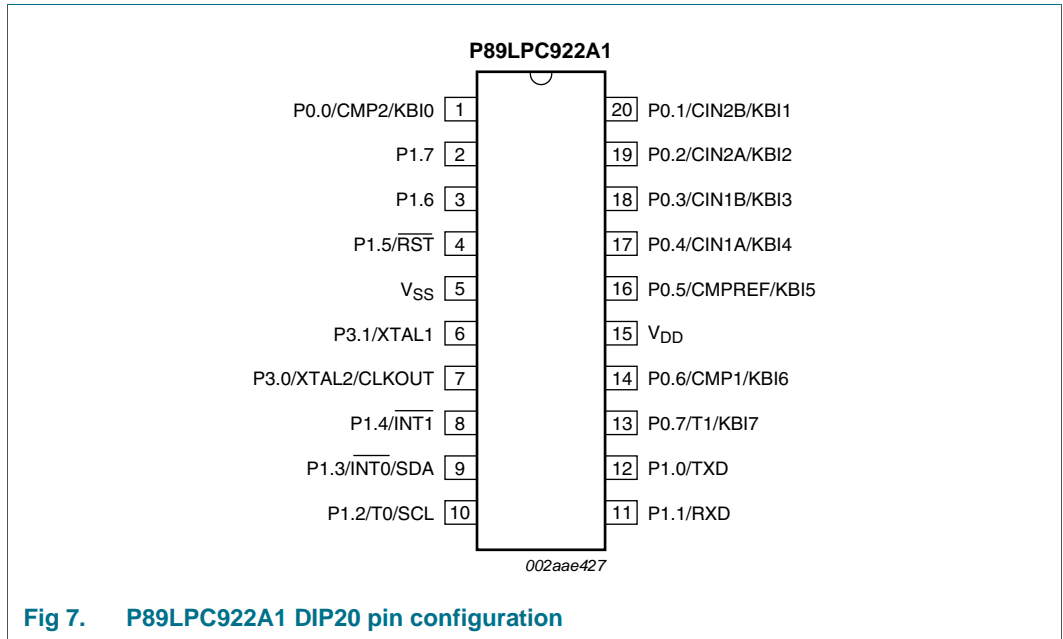 P89LPC922A1
P0.0/CMP2/KBI0 1 20 P0.1/CIN2B/KBI1
P1.7 2 19 P0.2/CIN2A/KBI2
P1.6 3 18 P0.3/CIN1B/KBI3
P1.5/R̅S̅T̅ 4 17 P0.4/CIN1A/KBI4
VSS 5 16 P0.5/CMPREF/KBI5
P3.1/XTAL1 6 15 VDD
P3.0/XTAL2/CLKOUT 7 14 P0.6/CMP1/KBI6
P1.4/I̅N̅T̅1̅ 8 13 P0.7/T1/KBI7
P1.3/I̅N̅T̅0̅/SDA 9 12 P1.0/TXD
P1.2/T0/SCL 10 11 P1.1/RXD
002aae427
Fig 7. P89LPC922A1 DIP20 pin configuration